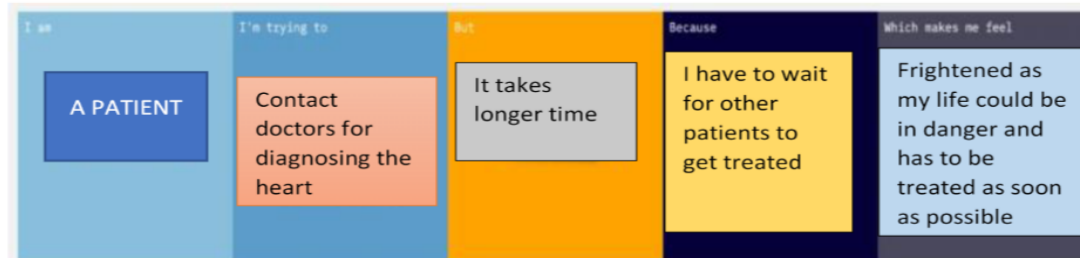 I am
A PATIENT
I'm trying to
Contact
doctors for
diagnosing the
heart
But
It takes
longer time
Because
I have to wait
for other
patients to
get treated
Which makes me feel
Frightened as
my life could be
in danger and
has to be
treated as soon
as possible